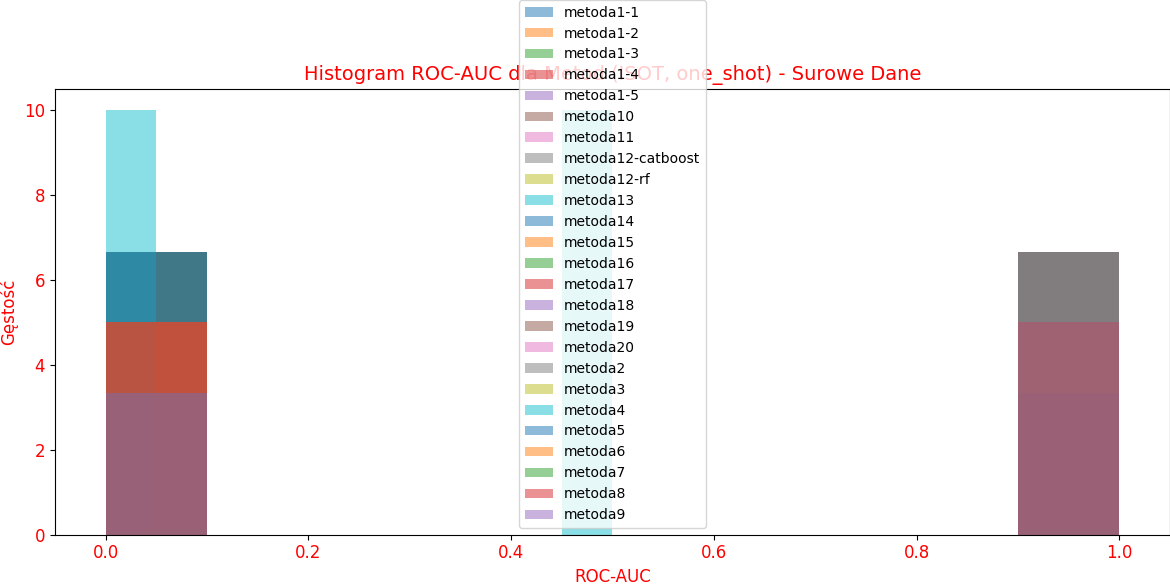 Histogram ROC-AUC dla Metod (ISOT, one_shot) - Surowe Dane
metoda1-1
metoda1-2
metoda1-3
metoda1-4
metoda1-5
metoda10
metoda11
metoda12-catboost
metoda12-rf
metoda13
metoda14
metoda15
metoda16
metoda17
metoda18
metoda19
metoda20
metoda2
metoda3
metoda4
metoda5
metoda6
metoda7
metoda8
metoda9
Gęstość
10
8
6
4
2
0
0.0 0.2 0.4 0.6 0.8 1.0
ROC-AUC